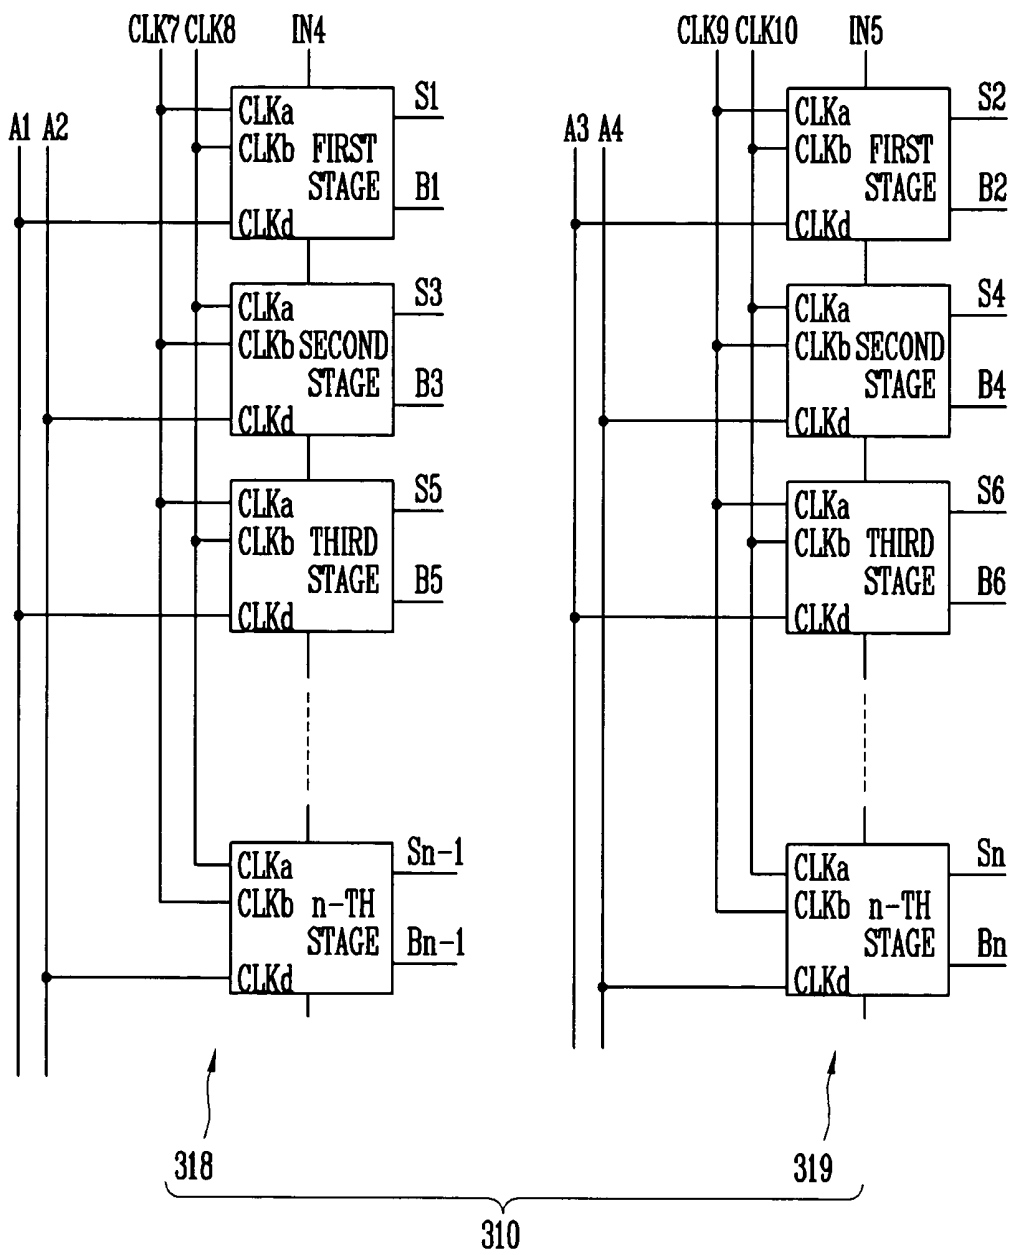 CLK7 CLK8 IN4
A1 A2
CLKa S1
CLKb FIRST
STAGE B1
CLKd
CLKa S3
CLKb SECOND
STAGE B3
CLKd
CLKa S5
CLKb THIRD
STAGE B5
CLKd
CLKa Sn-1
CLKb n-TH
STAGE Bn-1
CLKd
318
CLK9 CLK10 IN5
A3 A4
CLKa S2
CLKb FIRST
STAGE B2
CLKd
CLKa S4
CLKb SECOND
STAGE B4
CLKd
CLKa S6
CLKb THIRD
STAGE B6
CLKd
CLKa Sn
CLKb n-TH
STAGE Bn
CLKd
319
310